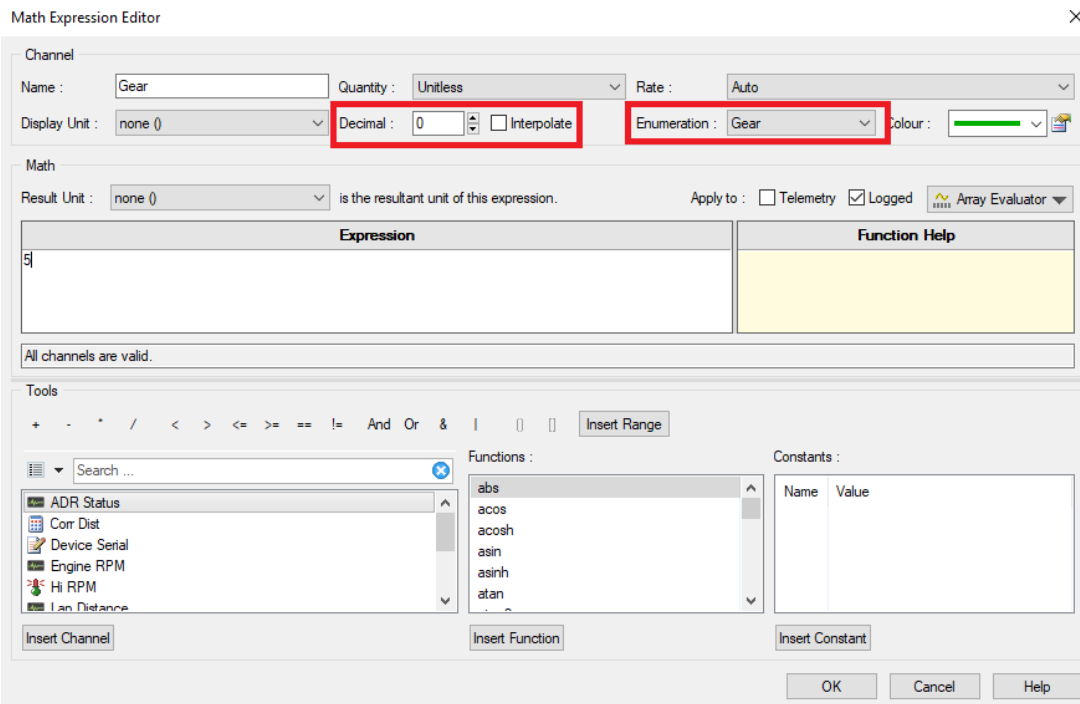 Math Expression Editor
Channel
Name : Gear Quantity : Unitless Rate : Auto
Display Unit : none () Decimal : 0 Interpolate Enumeration : Gear Colour :
Math
Result Unit : none () is the resultant unit of this expression. Apply to : Telemetry Logged Array Evaluator
Expression Function Help
5
All channels are valid.
Tools
+ - * / < > <= >= == != And Or & | () [] Insert Range
Functions : Constants :
Search ...
abs
Name Value
ADR Status
acos
Corr Dist
acosh
Device Serial
asin
Engine RPM
asinh
Hi RPM
atan
Lap Distance
Insert Channel Insert Function Insert Constant
OK Cancel Help